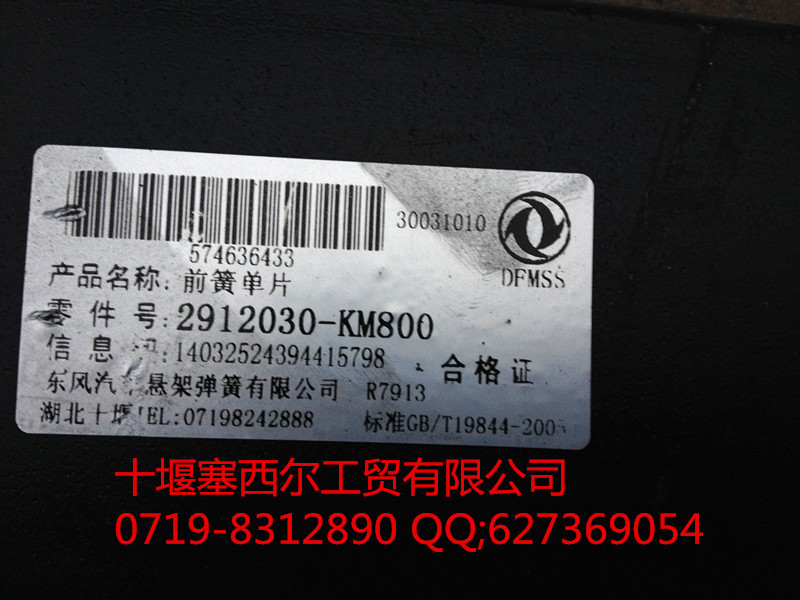 30031010
574636433
DFMSS
产品名称: 前簧单片
零件号: 2912030-KM800
信息 :14032524394415798
合格证
东风汽 悬架弹簧有限公司 R7913
湖北十堰 EL:07198242888 标准GB/T19844-200
十堰塞西尔工贸有限公司
0719-8312890 QQ;627369054